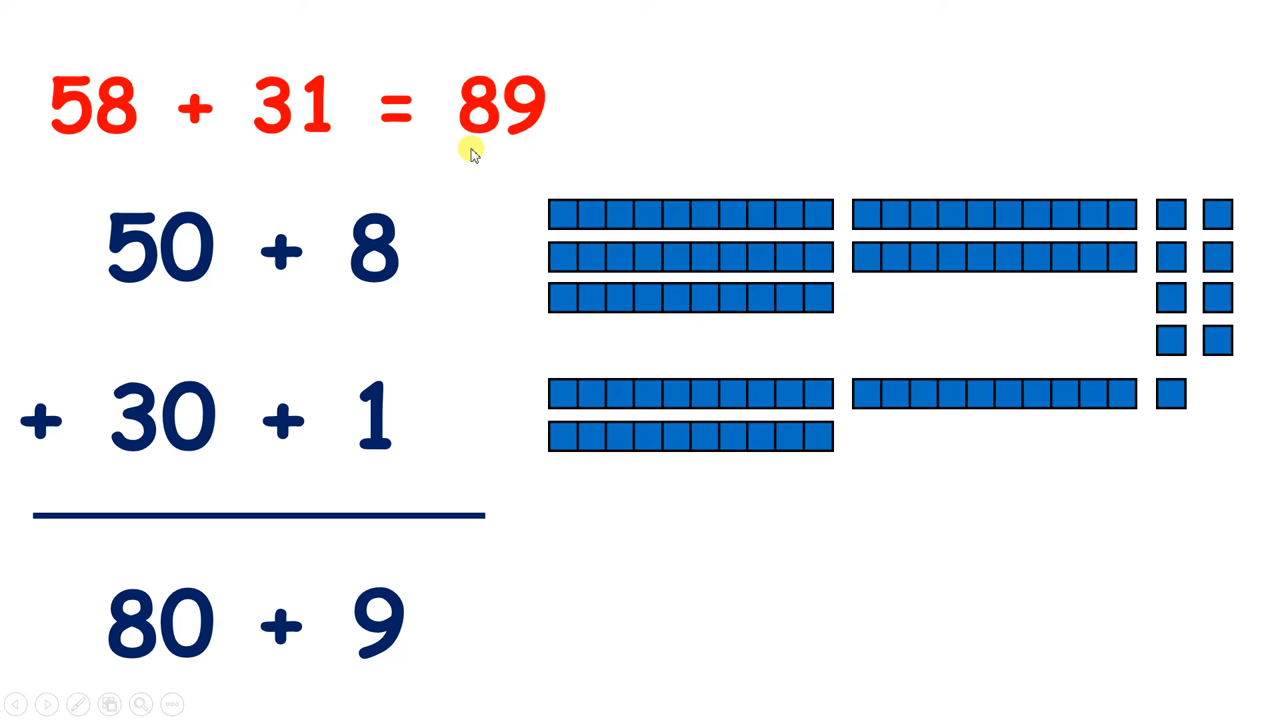 58 + 31 = 89
50 + 8
+ 30 + 1
80 + 9